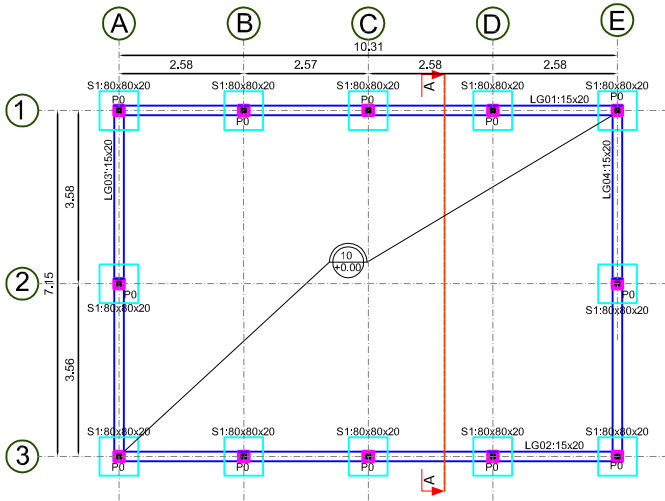 A
B
C
D
E
10.31
2.58
2.57
2.58
2.58
A
S1:80x80x20
S1:80x80x20
S1:80x80x20
S1:80x80x20
S1:80x80x20
P0
P0
P0
P0
P0
LG01:15x20
1
LG03':15x20
LG04:15x20
3.58
7.15
10
+0.00
2
P0
P0
S1:80x80x20
S1:80x80x20
3.56
S1:80x80x20
S1:80x80x20
S1:80x80x20
S1:80x80x20
S1:80x80x20
LG02:15x20
3
P0
P0
P0
P0
P0
A